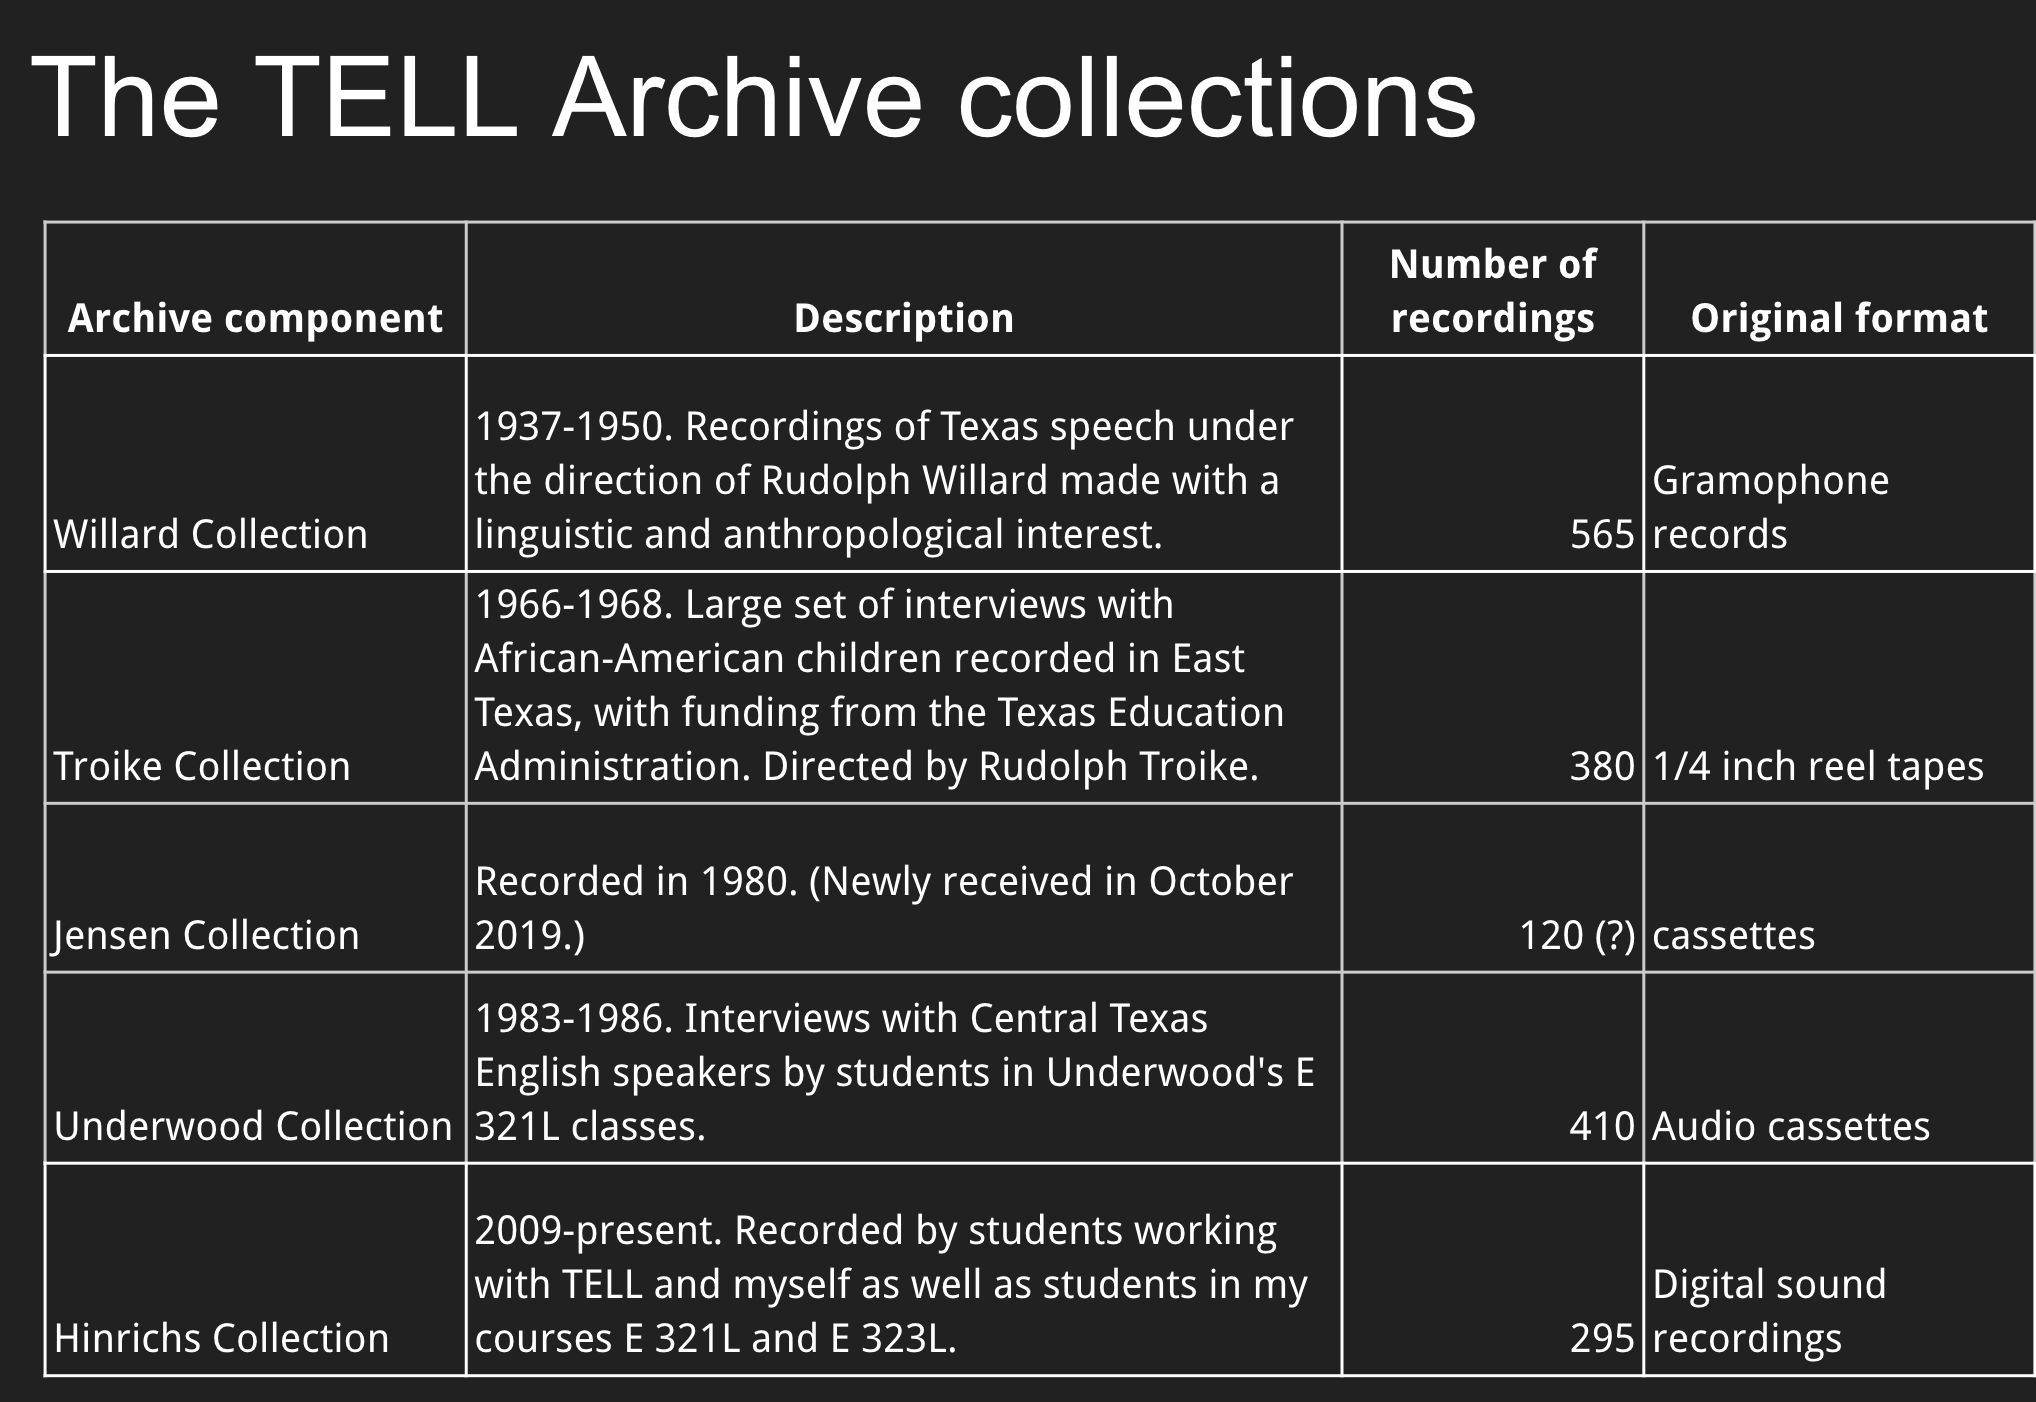 The TELL Archive collections
Archive component
Description
Number of
recordings
Original format
Willard Collection
1937-1950. Recordings of Texas speech under
the direction of Rudolph Willard made with a
linguistic and anthropological interest.
565
Gramophone
records
Troike Collection
1966-1968. Large set of interviews with
African-American children recorded in East
Texas, with funding from the Texas Education
Administration. Directed by Rudolph Troike.
380
1/4 inch reel tapes
Jensen Collection
Recorded in 1980. (Newly received in October
2019.)
120 (?)
cassettes
Underwood Collection
1983-1986. Interviews with Central Texas
English speakers by students in Underwood's E
321L classes.
410
Audio cassettes
Hinrichs Collection
2009-present. Recorded by students working
with TELL and myself as well as students in my
courses E 321L and E 323L.
295
Digital sound
recordings